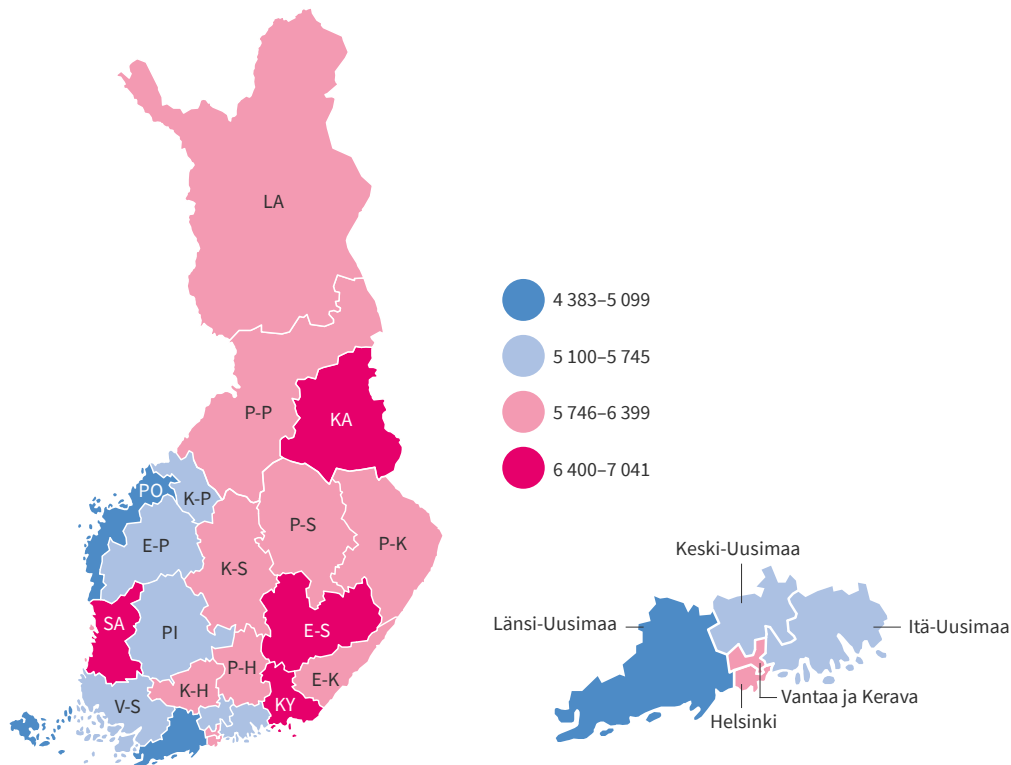 LA
P-P
KA
PO
K-P
E-P
P-S
P-K
K-S
SA
PI
E-S
P-H
K-H
E-K
V-S
KY
4 383–5 099
5 100–5 745
5 746–6 399
6 400–7 041
Keski-Uusimaa
Länsi-Uusimaa
Itä-Uusimaa
Vantaa ja Kerava
Helsinki